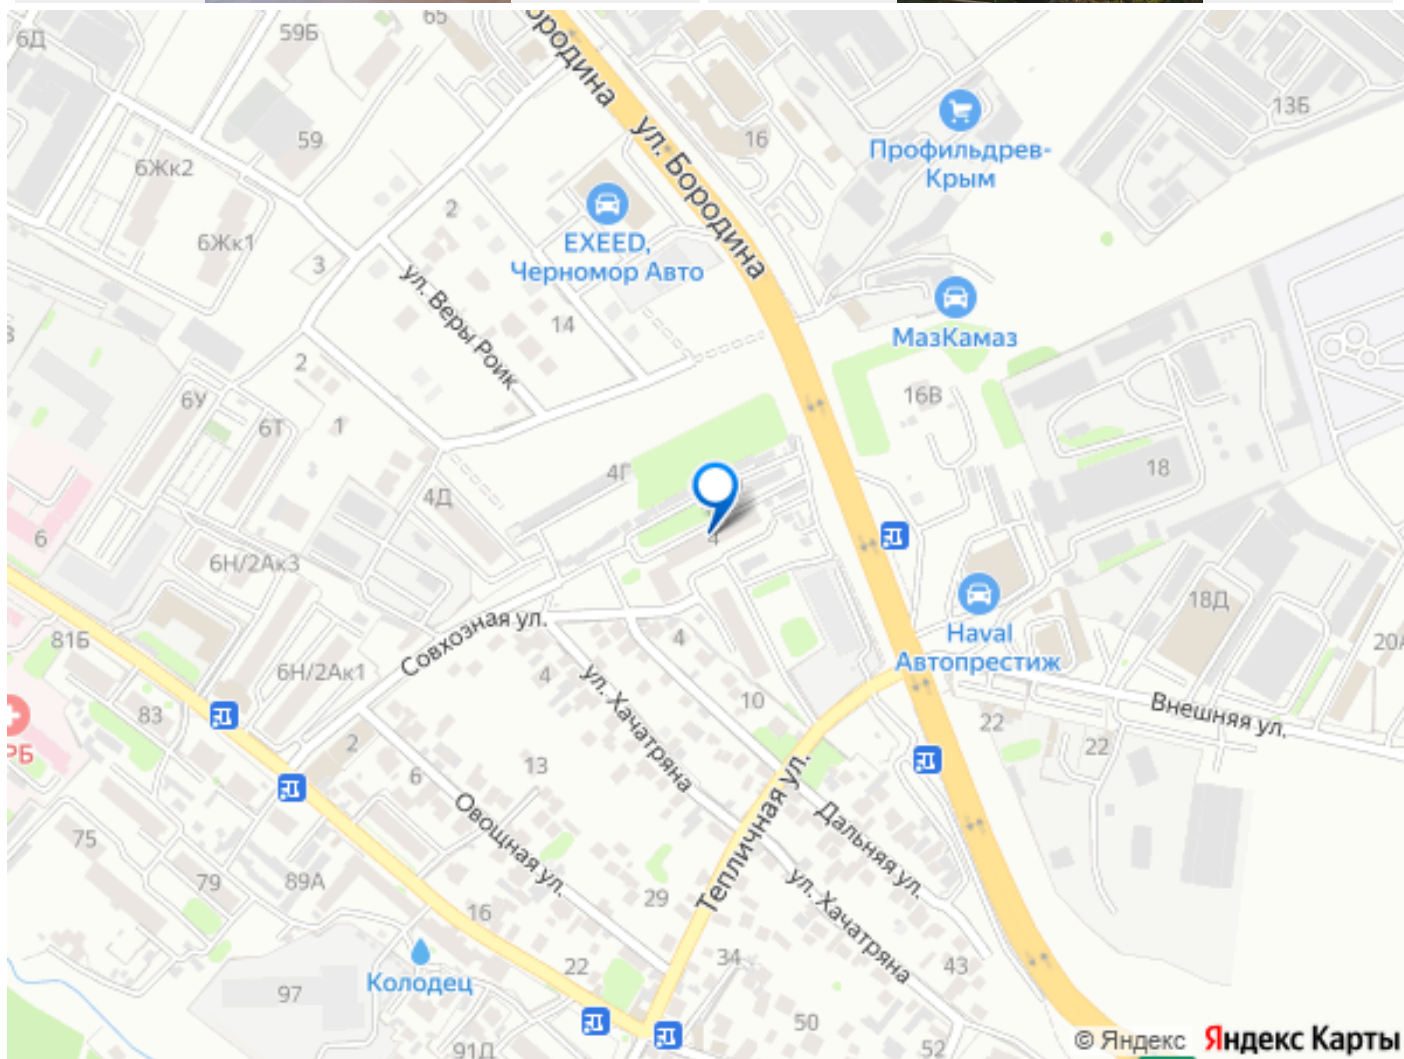 65
6Д
59Б
ородина
13Б
16
ул. Бородина
Профильдрев-
Крым
59
6Жк2
2
EXEED,
Черномор Авто
6Жк1
3
ул. Веры Роик
14
МазКамаз
2
16В
6У
6Т
1
4Г
18
4Д
4
6
6Н/2Ак3
18Д
Haval
Автопрестиж
Совхозная ул.
4
81Б
20А
6Н/2Ак1
4
ул. Хачатряна
10
Внешняя ул.
83
22
22
РБ
2
13
6
Тепличная ул.
Дальняя ул.
Овощная ул.
75
79
89А
29
ул. Хачатряна
16
Колодец
22
34
43
97
50
91Д
52
© Яндекс Яндекс Карты